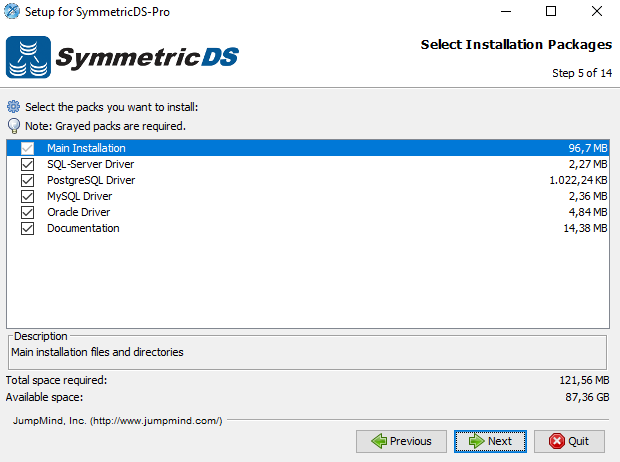 Setup for SymmetricDS-Pro
SymmetricDS
Select Installation Packages
Step 5 of 14
Select the packs you want to install:
Note: Grayed packs are required.
Main Installation 96,7 MB
SQL-Server Driver 2,27 MB
PostgreSQL Driver 1.022,24 KB
MySQL Driver 2,36 MB
Oracle Driver 4,84 MB
Documentation 14,38 MB
Description
Main installation files and directories
Total space required: 121,56 MB
Available space: 87,36 GB
JumpMind, Inc. (http://www.jumpmind.com/)
Previous Next Quit